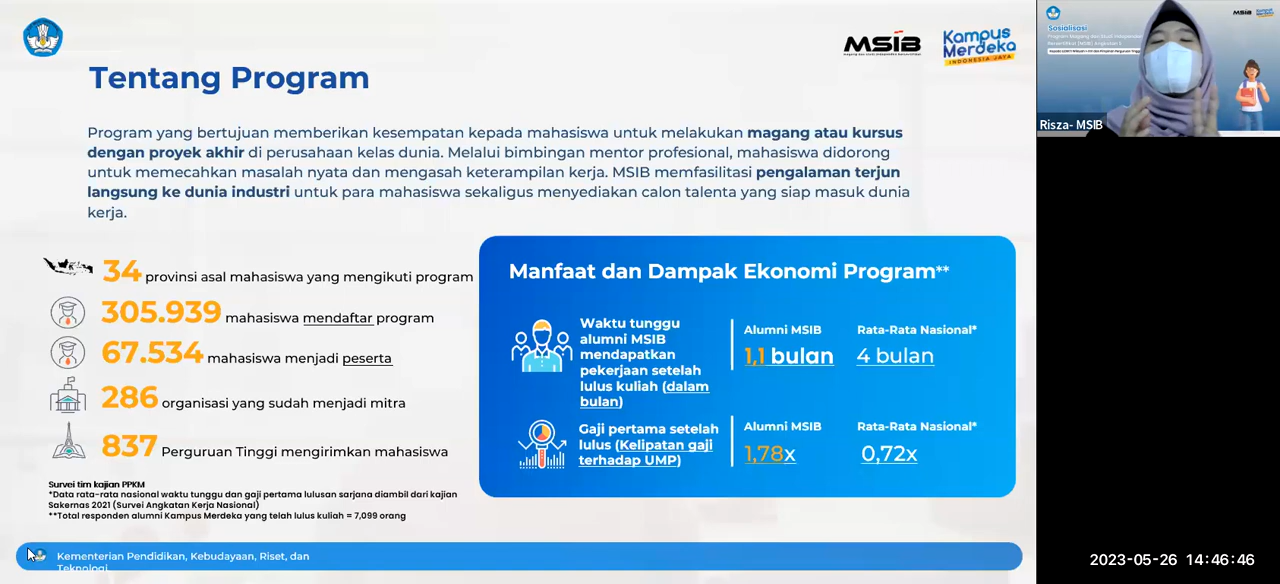 MSIB
Kampus
Merdeka
INDONESIA JAYA
Tentang Program
Program yang bertujuan memberikan kesempatan kepada mahasiswa untuk melakukan magang atau kursus
dengan proyek akhir di perusahaan kelas dunia. Melalui bimbingan mentor profesional, mahasiswa didorong
untuk memecahkan masalah nyata dan mengasah keterampilan kerja. MSIB memfasilitasi pengalaman terjun
langsung ke dunia industri untuk para mahasiswa sekaligus menyediakan calon talenta yang siap masuk dunia
kerja.
34 provinsi asal mahasiswa yang mengikuti program
305.939 mahasiswa mendaftar program
67.534 mahasiswa menjadi peserta
286 organisasi yang sudah menjadi mitra
837 Perguruan Tinggi mengirimkan mahasiswa
Survei tim kajian PPKM
*Data rata-rata nasional waktu tunggu dan gaji pertama lulusan sarjana diambil dari kajian
Sakernas 2021 (Survei Angkatan Kerja Nasional)
**Total responden alumni Kampus Merdeka yang telah lulus kuliah = 7,099 orang
Manfaat dan Dampak Ekonomi Program**
Waktu tunggu
alumni MSIB
mendapatkan
pekerjaan setelah
lulus kuliah (dalam
bulan)
Alumni MSIB
1,1 bulan
Rata-Rata Nasional*
4 bulan
Gaji pertama setelah
lulus (Kelipatan gaji
terhadap UMP)
Alumni MSIB
1,78x
Rata-Rata Nasional*
0,72x
Kementerian Pendidikan, Kebudayaan, Riset, dan
Teknologi
Sosialisasi
MSIB
Kampus
Merdeka
Risza- MSIB
2023-05-26 14:46:46